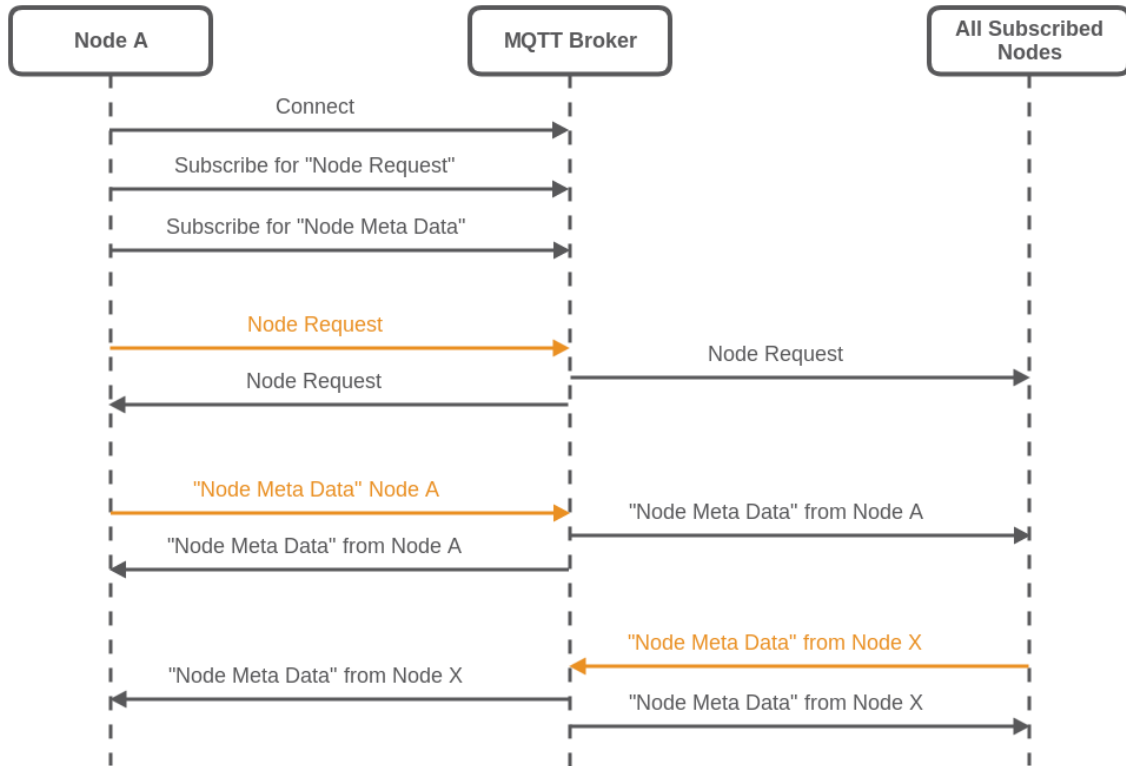 Node A
MQTT Broker
All Subscribed
Nodes
Connect
Subscribe for "Node Request"
Subscribe for "Node Meta Data"
Node Request
Node Request
Node Request
"Node Meta Data" Node A
"Node Meta Data" from Node A
"Node Meta Data" from Node A
"Node Meta Data" from Node X
"Node Meta Data" from Node X
"Node Meta Data" from Node X